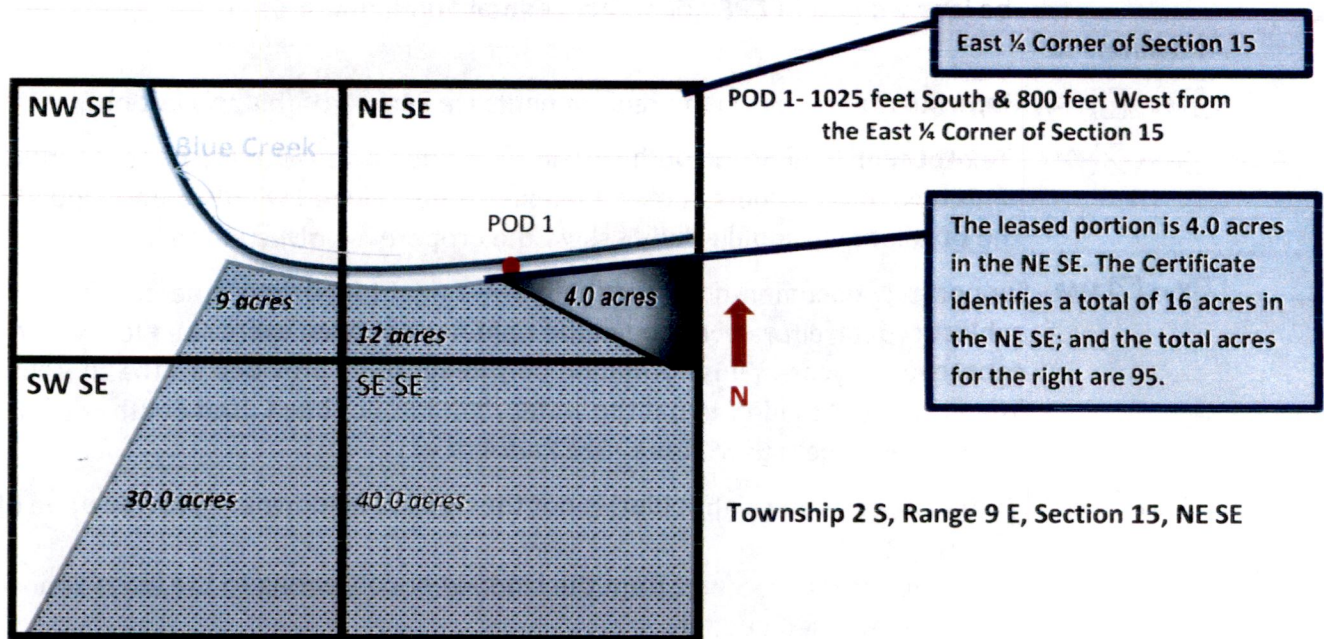 East ¼ Corner of Section 15
NW SE
NE SE
POD 1- 1025 feet South & 800 feet West from
the East ¼ Corner of Section 15
Blue Creek
POD 1
The leased portion is 4.0 acres
in the NE SE. The Certificate
identifies a total of 16 acres in
the NE SE; and the total acres
for the right are 95.
9 acres
4.0 acres
12 acres
N
SW SE
SE SE
30.0 acres
40.0 acres
Township 2 S, Range 9 E, Section 15, NE SE